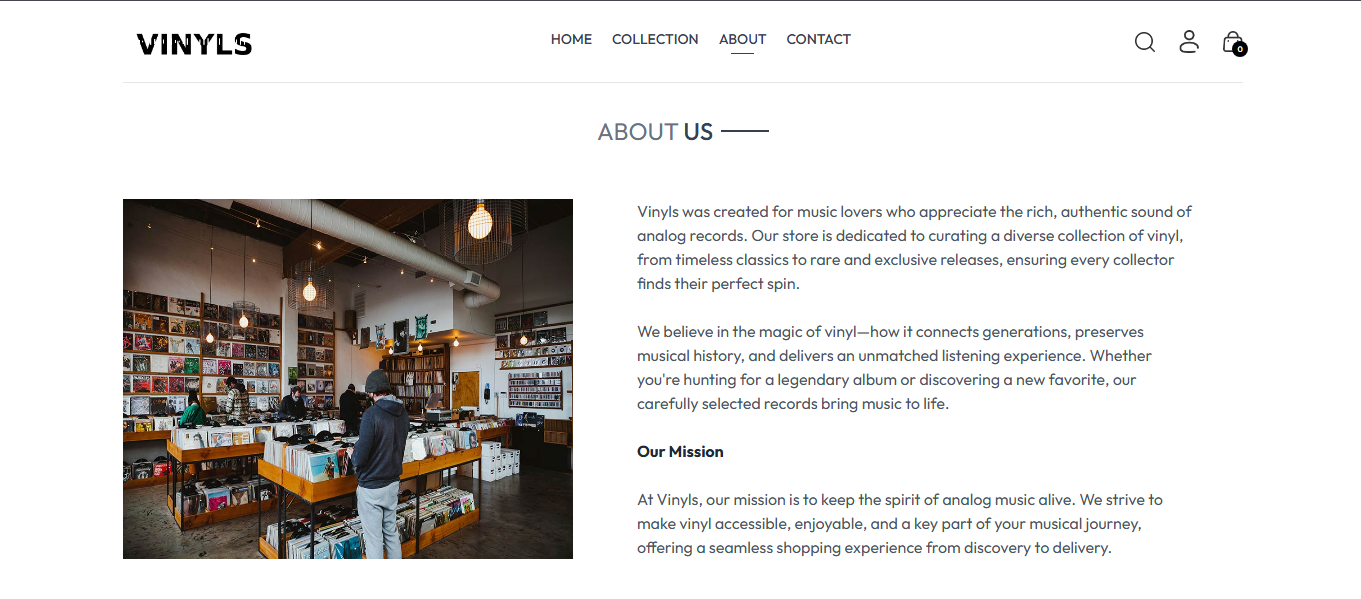 VINYLS
HOME COLLECTION ABOUT CONTACT
0
ABOUT US
Vinyls was created for music lovers who appreciate the rich, authentic sound of
analog records. Our store is dedicated to curating a diverse collection of vinyl,
from timeless classics to rare and exclusive releases, ensuring every collector
finds their perfect spin.
We believe in the magic of vinyl—how it connects generations, preserves
musical history, and delivers an unmatched listening experience. Whether
you're hunting for a legendary album or discovering a new favorite, our
carefully selected records bring music to life.
Our Mission
At Vinyls, our mission is to keep the spirit of analog music alive. We strive to
make vinyl accessible, enjoyable, and a key part of your musical journey,
offering a seamless shopping experience from discovery to delivery.